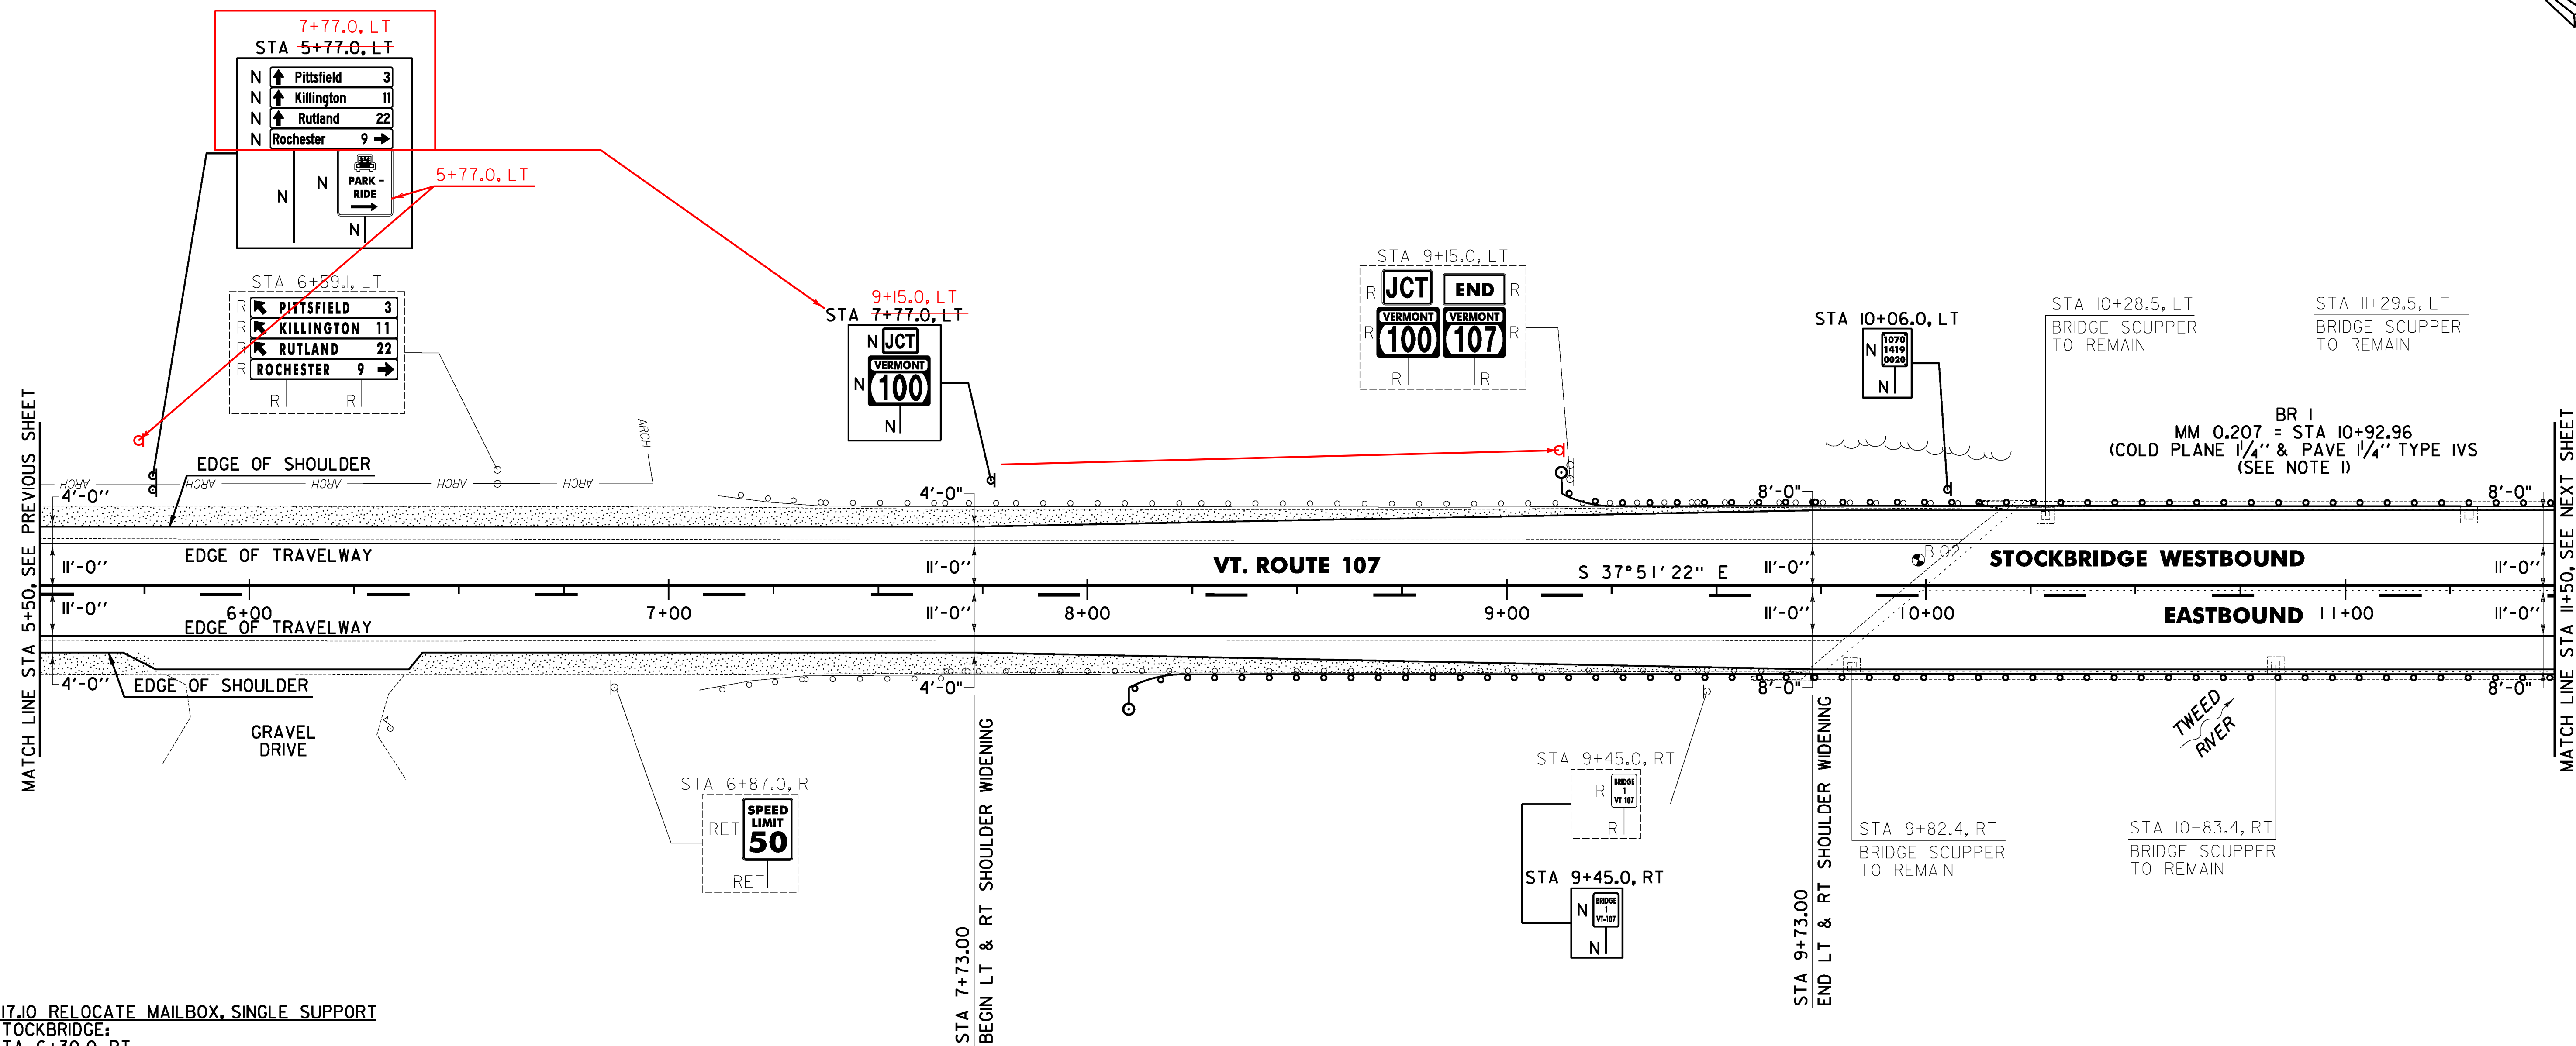 7+77.0, LT
STA 5+77.0, LT
N ↑ Pittsfield 3
N ↑ Killington 11
N ↑ Rutland 22
N Rochester 9 →
N
N
PARK -
RIDE
N
5+77.0, LT
STA 6+59., LT
R PITTSFIELD 3
R KILLINGTON 11
R RUTLAND 22
R ROCHESTER 9 →
R R
9+15.0, LT
STA 7+77.0, LT
N JCT
N VERMONT
100
N
STA 9+15.0, LT
R JCT END R
R VERMONT VERMONT R
100 107
R R
STA 10+06.0, LT
N 1070
1419
0020
N
STA 10+28.5, LT
BRIDGE SCUPPER
TO REMAIN
STA 11+29.5, LT
BRIDGE SCUPPER
TO REMAIN
BR 1
MM 0.207 = STA 10+92.96
(COLD PLANE 1¼" & PAVE 1¼" TYPE IVS
(SEE NOTE 1)
MATCH LINE STA 5+50, SEE PREVIOUS SHEET
MATCH LINE STA 11+50, SEE NEXT SHEET
EDGE OF SHOULDER
ARCH ARCH ARCH ARCH ARCH ARCH
4'-0" 4'-0" 8'-0" 8'-0"
EDGE OF TRAVELWAY
VT. ROUTE 107
S 37°51'22" E
B102
STOCKBRIDGE WESTBOUND
11'-0" 11'-0" 11'-0" 11'-0"
11'-0" 11'-0" 11'-0" 11'-0"
6+00 7+00 8+00 9+00 10+00 11+00
EASTBOUND
EDGE OF TRAVELWAY
4'-0" 4'-0" 8'-0" 8'-0"
EDGE OF SHOULDER
GRAVEL
DRIVE
STA 6+87.0, RT
RET SPEED
LIMIT
50
RET
STA 7+73.00
BEGIN LT & RT SHOULDER WIDENING
STA 9+45.0, RT
R BRIDGE
1
VT 107
R
STA 9+45.0, RT
N BRIDGE
1
VT-107
N
STA 9+73.00
END LT & RT SHOULDER WIDENING
STA 9+82.4, RT
BRIDGE SCUPPER
TO REMAIN
STA 10+83.4, RT
BRIDGE SCUPPER
TO REMAIN
TWEED
RIVER
17.10 RELOCATE MAILBOX, SINGLE SUPPORT
STOCKBRIDGE:
STA 6+30.0 RT